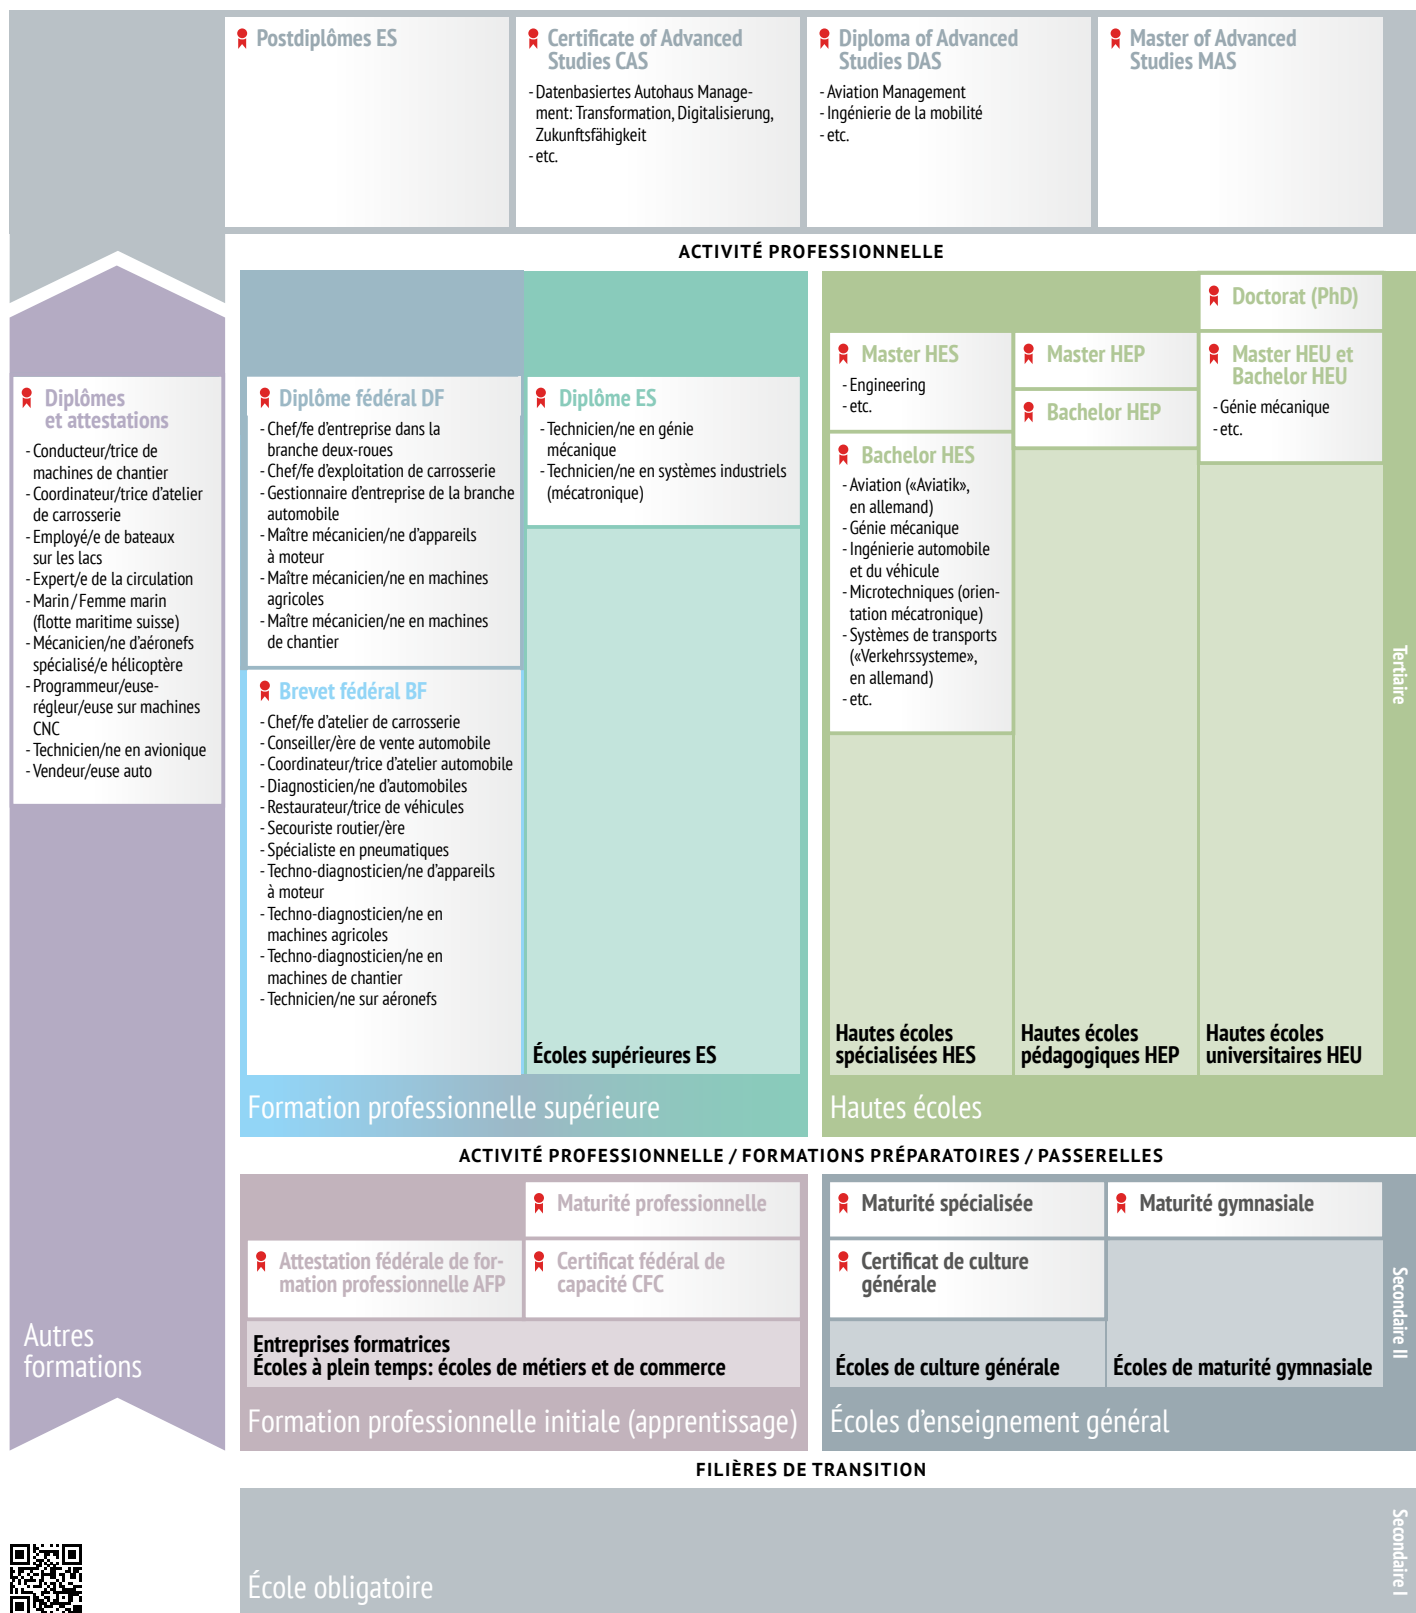 Postdiplômes ES
Certificate of Advanced
Studies CAS
- Datenbasiertes Autohaus Manage-
ment: Transformation, Digitalisierung,
Zukunftsfähigkeit
- etc.
Diploma of Advanced
Studies DAS
- Aviation Management
- Ingénierie de la mobilité
- etc.
Master of Advanced
Studies MAS
ACTIVITÉ PROFESSIONNELLE
Diplômes
et attestations
- Conducteur/trice de
machines de chantier
- Coordinateur/trice d’atelier
de carrosserie
- Employé/e de bateaux
sur les lacs
- Expert/e de la circulation
- Marin / Femme marin
(flotte maritime suisse)
- Mécanicien/ne d’aéronefs
spécialisé/e hélicoptère
- Programmeur/euse-
régleur/euse sur machines
CNC
- Technicien/ne en avionique
- Vendeur/euse auto
Autres
formations
Diplôme fédéral DF
- Chef/fe d’entreprise dans la
branche deux-roues
- Chef/fe d’exploitation de carrosserie
- Gestionnaire d’entreprise de la branche
automobile
- Maître mécanicien/ne d’appareils
à moteur
- Maître mécanicien/ne en machines
agricoles
- Maître mécanicien/ne en machines
de chantier
Brevet fédéral BF
- Chef/fe d’atelier de carrosserie
- Conseiller/ère de vente automobile
- Coordinateur/trice d’atelier automobile
- Diagnosticien/ne d’automobiles
- Restaurateur/trice de véhicules
- Secouriste routier/ère
- Spécialiste en pneumatiques
- Techno-diagnosticien/ne d’appareils
à moteur
- Techno-diagnosticien/ne en
machines agricoles
- Techno-diagnosticien/ne en
machines de chantier
- Technicien/ne sur aéronefs
Diplôme ES
- Technicien/ne en génie
mécanique
- Technicien/ne en systèmes industriels
(mécatronique)
Écoles supérieures ES
Formation professionnelle supérieure
Master HES
- Engineering
- etc.
Bachelor HES
- Aviation («Aviatik»,
en allemand)
- Génie mécanique
- Ingénierie automobile
et du véhicule
- Microtechniques (orien-
tation mécatronique)
- Systèmes de transports
(«Verkehrssysteme»,
en allemand)
- etc.
Hautes écoles
spécialisées HES
Master HEP
Bachelor HEP
Hautes écoles
pédagogiques HEP
Doctorat (PhD)
Master HEU et
Bachelor HEU
- Génie mécanique
- etc.
Hautes écoles
universitaires HEU
Hautes écoles
Tertiaire
ACTIVITÉ PROFESSIONNELLE / FORMATIONS PRÉPARATOIRES / PASSERELLES
Maturité professionnelle
Attestation fédérale de for-
mation professionnelle AFP
Certificat fédéral de
capacité CFC
Entreprises formatrices
Écoles à plein temps: écoles de métiers et de commerce
Formation professionnelle initiale (apprentissage)
Maturité spécialisée
Certificat de culture
générale
Écoles de culture générale
Maturité gymnasiale
Écoles de maturité gymnasiale
Écoles d’enseignement général
Secondaire II
FILIÈRES DE TRANSITION
École obligatoire
Secondaire I